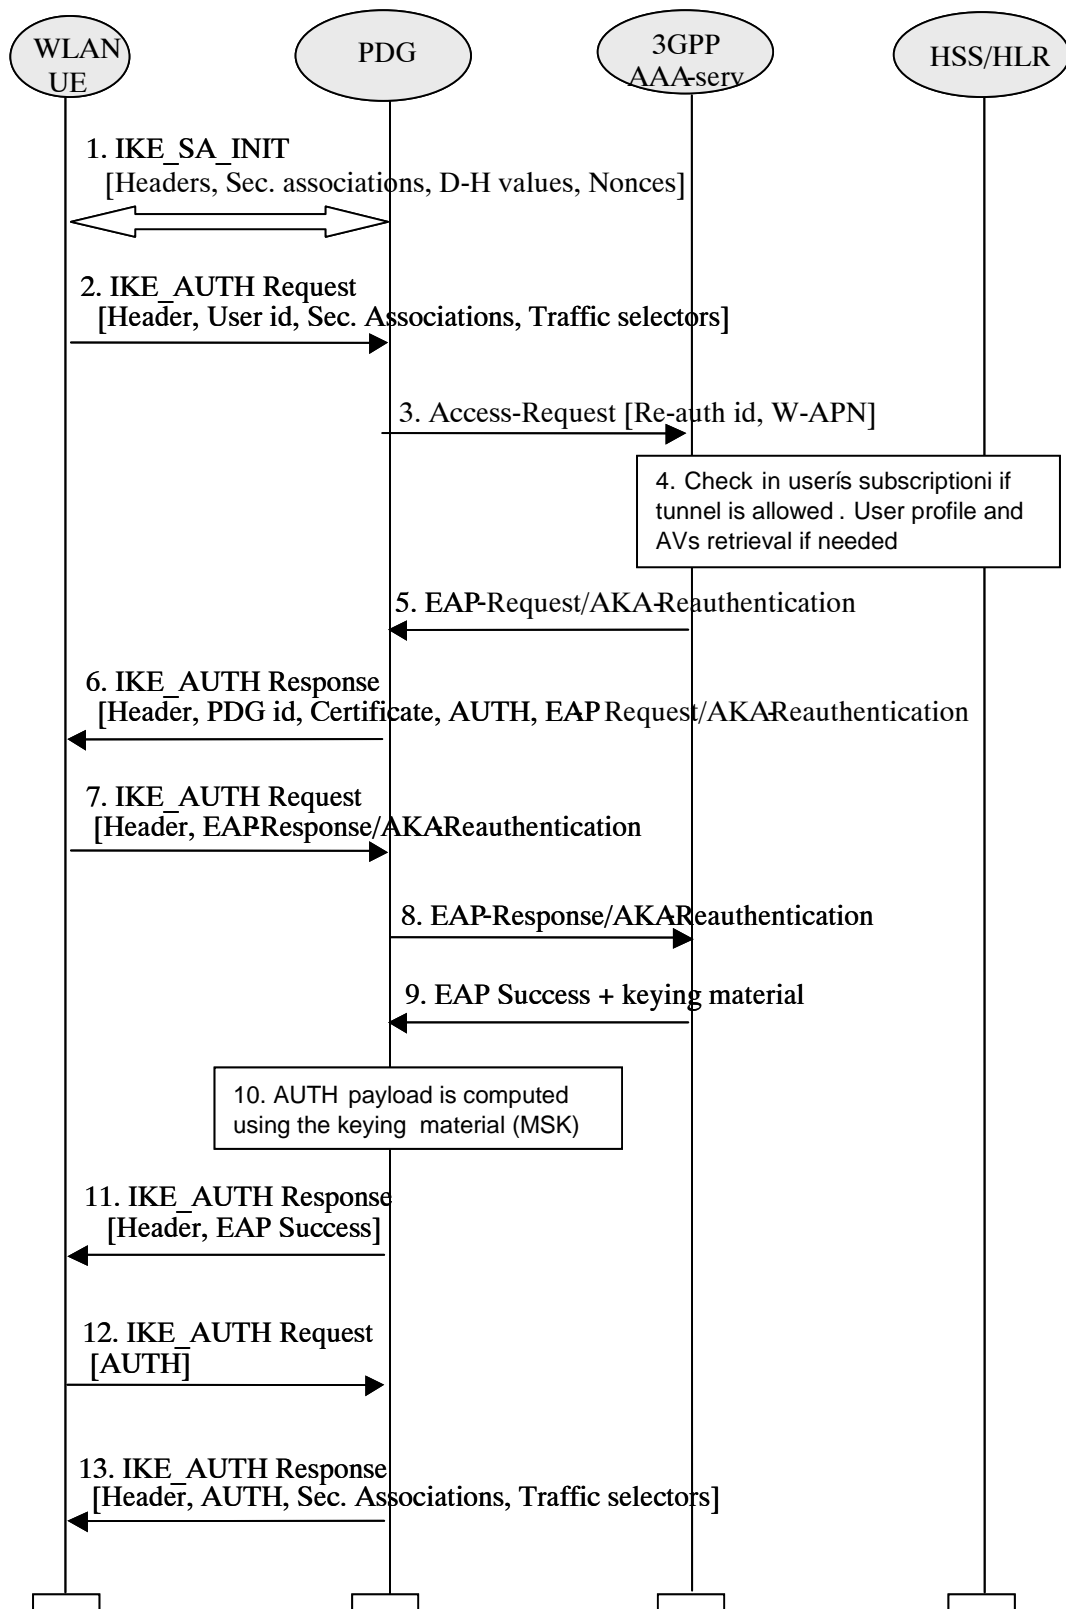 WLAN
UE
PDG
3GPP
AAA-serv
HSS/HLR
1. IKE_SA_INIT
[Headers, Sec. associations, D-H values, Nonces]
2. IKE_AUTH Request
[Header, User id, Sec. Associations, Traffic selectors]
3. Access-Request [Re-auth id, W-APN]
4. Check in userís subscriptioni if
tunnel is allowed . User profile and
AVs retrieval if needed
5. EAP-Request/AKA-Reauthentication
6. IKE_AUTH Response
[Header, PDG id, Certificate, AUTH, EAP-Request/AKA-Reauthentication
7. IKE_AUTH Request
[Header, EAP-Response/AKA-Reauthentication
8. EAP-Response/AKA-Reauthentication
9. EAP Success + keying material
10. AUTH payload is computed
using the keying material (MSK)
11. IKE_AUTH Response
[Header, EAP Success]
12. IKE_AUTH Request
[AUTH]
13. IKE_AUTH Response
[Header, AUTH, Sec. Associations, Traffic selectors]